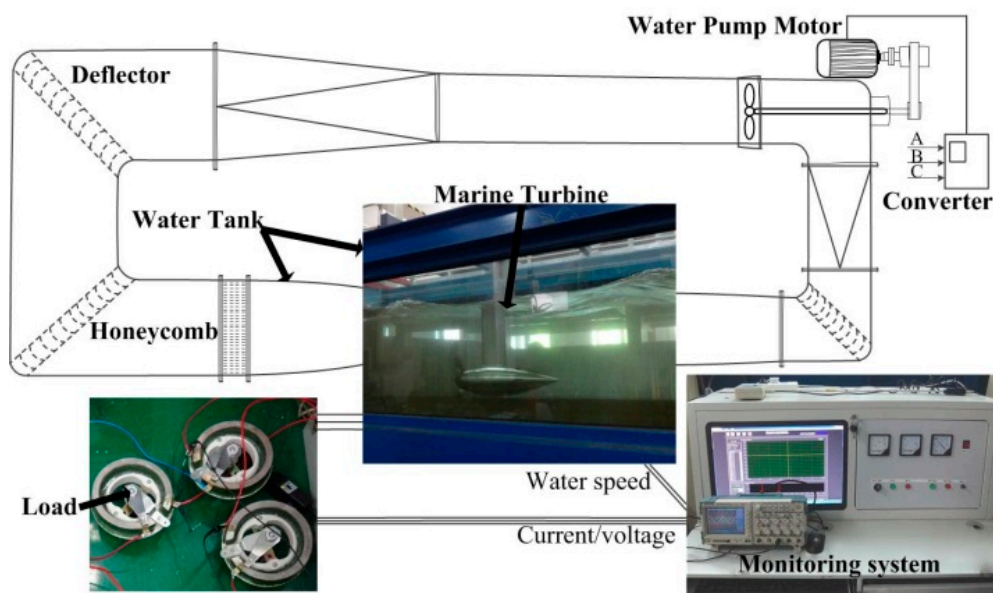 Water Pump Motor
Deflector
A
B
C
Converter
Marine Turbine
Water Tank
Honeycomb
Water speed
Load
Current/voltage
Monitoring system